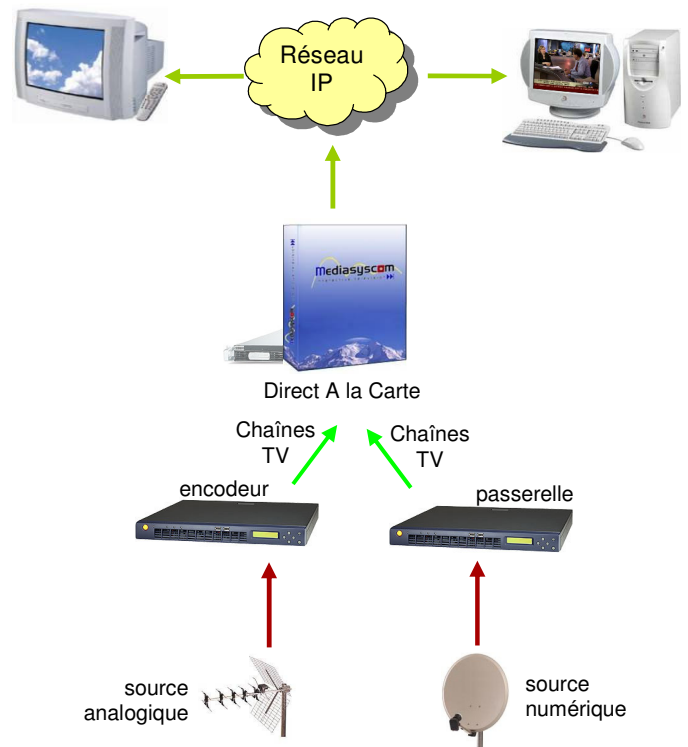 Réseau
IP
Mediasyscom
Direct A la Carte
Chaînes
TV
Chaînes
TV
encodeur
passerelle
source
analogique
source
numérique